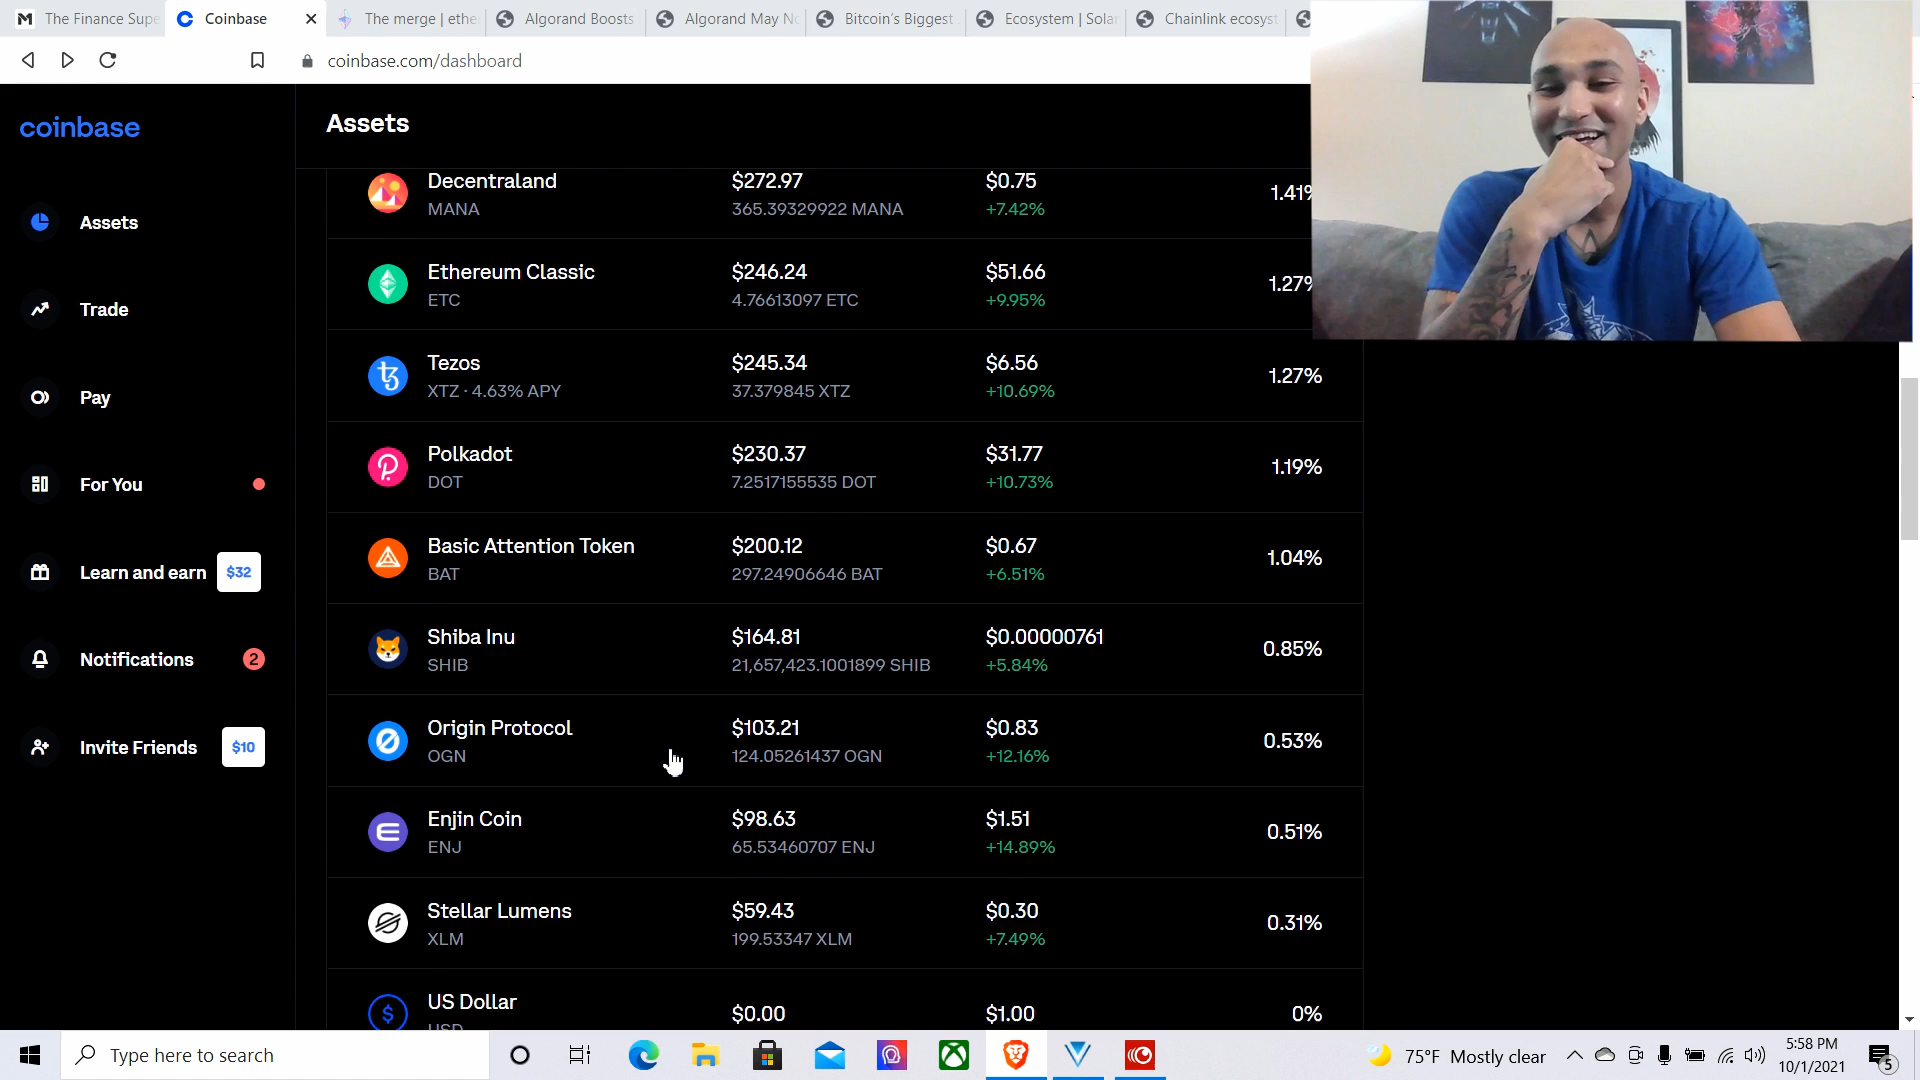 The Finance Supe
Coinbase
The merge | ethe
Algorand Boosts
Algorand May No
Bitcoin's Biggest
Ecosystem | Solar
Chainlink ecosyst
coinbase.com/dashboard
coinbase
Assets
Trade
Pay
For You
Learn and earn $32
Notifications 2
Invite Friends $10
Assets
Decentraland $272.97 $0.75 1.41%
MANA 365.39329922 MANA +7.42%
Ethereum Classic $246.24 $51.66 1.27%
ETC 4.76613097 ETC +9.95%
Tezos $245.34 $6.56 1.27%
XTZ · 4.63% APY 37.379845 XTZ +10.69%
Polkadot $230.37 $31.77 1.19%
DOT 7.2517155535 DOT +10.73%
Basic Attention Token $200.12 $0.67 1.04%
BAT 297.24906646 BAT +6.51%
Shiba Inu $164.81 $0.00000761 0.85%
SHIB 21,657,423.1001899 SHIB +5.84%
Origin Protocol $103.21 $0.83 0.53%
OGN 124.05261437 OGN +12.16%
Enjin Coin $98.63 $1.51 0.51%
ENJ 65.53460707 ENJ +14.89%
Stellar Lumens $59.43 $0.30 0.31%
XLM 199.53347 XLM +7.49%
US Dollar $0.00 $1.00 0%
USD
Type here to search
75°F Mostly clear
5:58 PM
10/1/2021
5